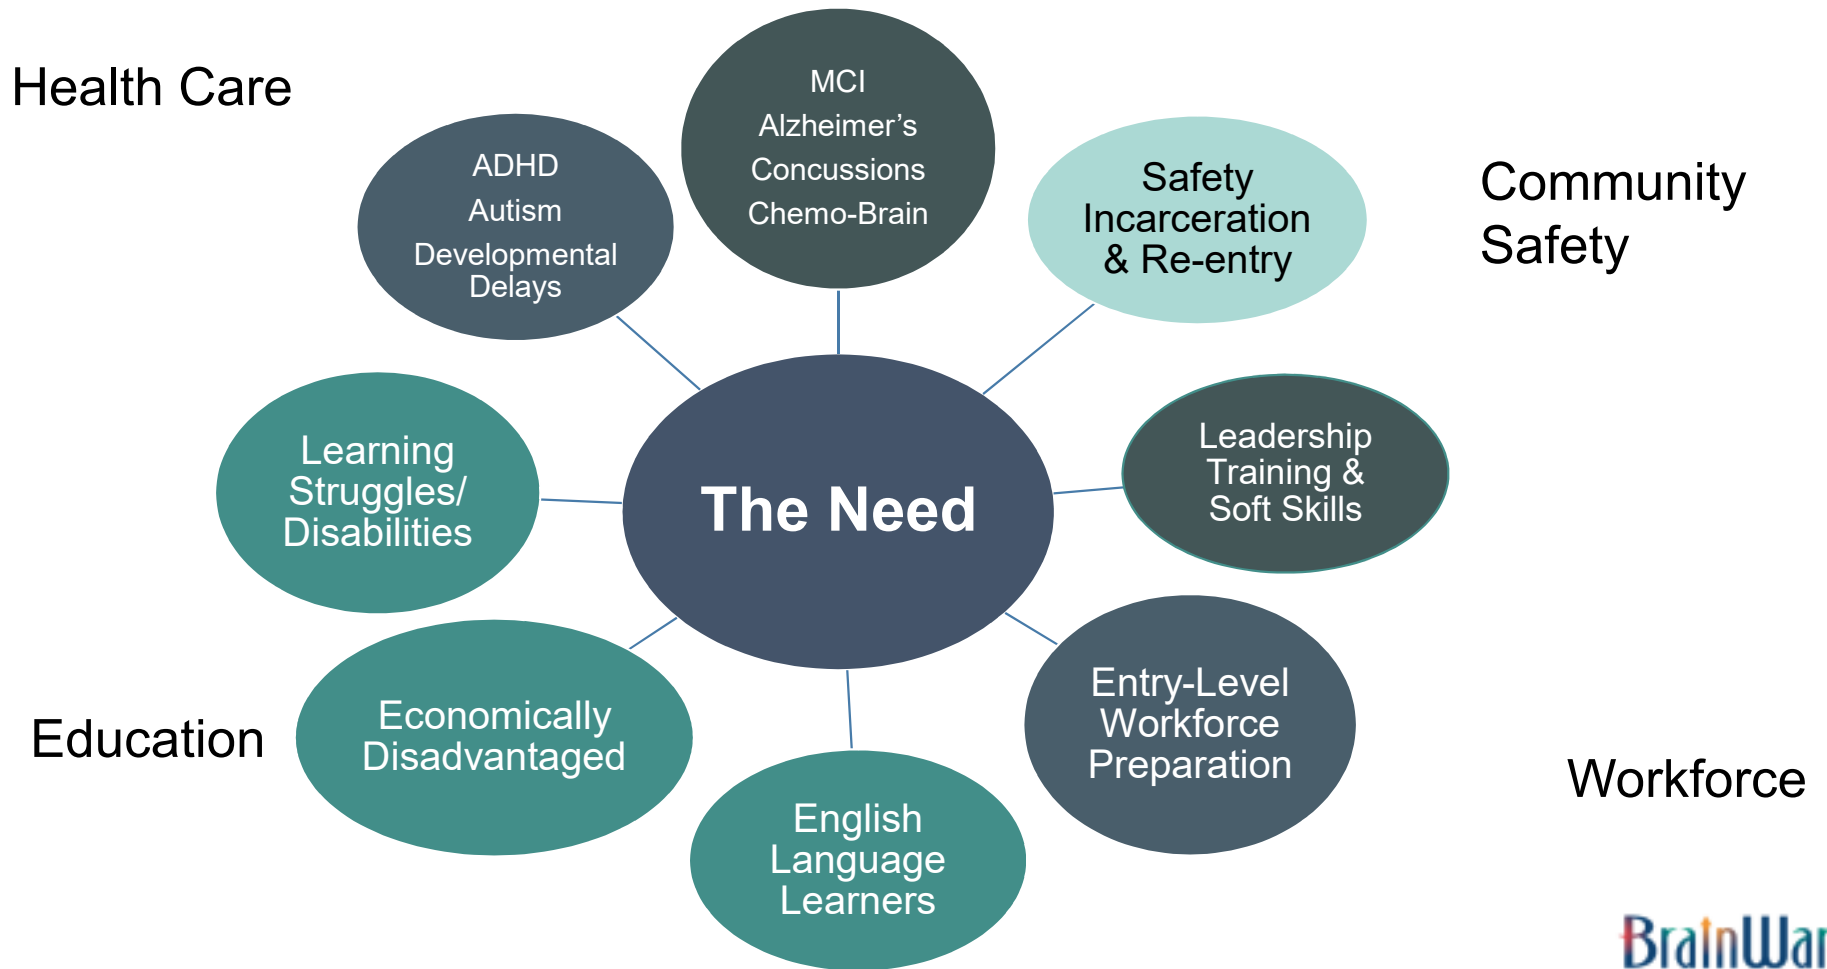 Health Care
MCI
Alzheimer’s
Concussions
Chemo-Brain
ADHD
Autism
Developmental
Delays
Safety
Incarceration
& Re-entry
Community
Safety
Learning
Struggles/
Disabilities
The Need
Leadership
Training &
Soft Skills
Education
Economically
Disadvantaged
English
Language
Learners
Entry-Level
Workforce
Preparation
Workforce
BrainWar